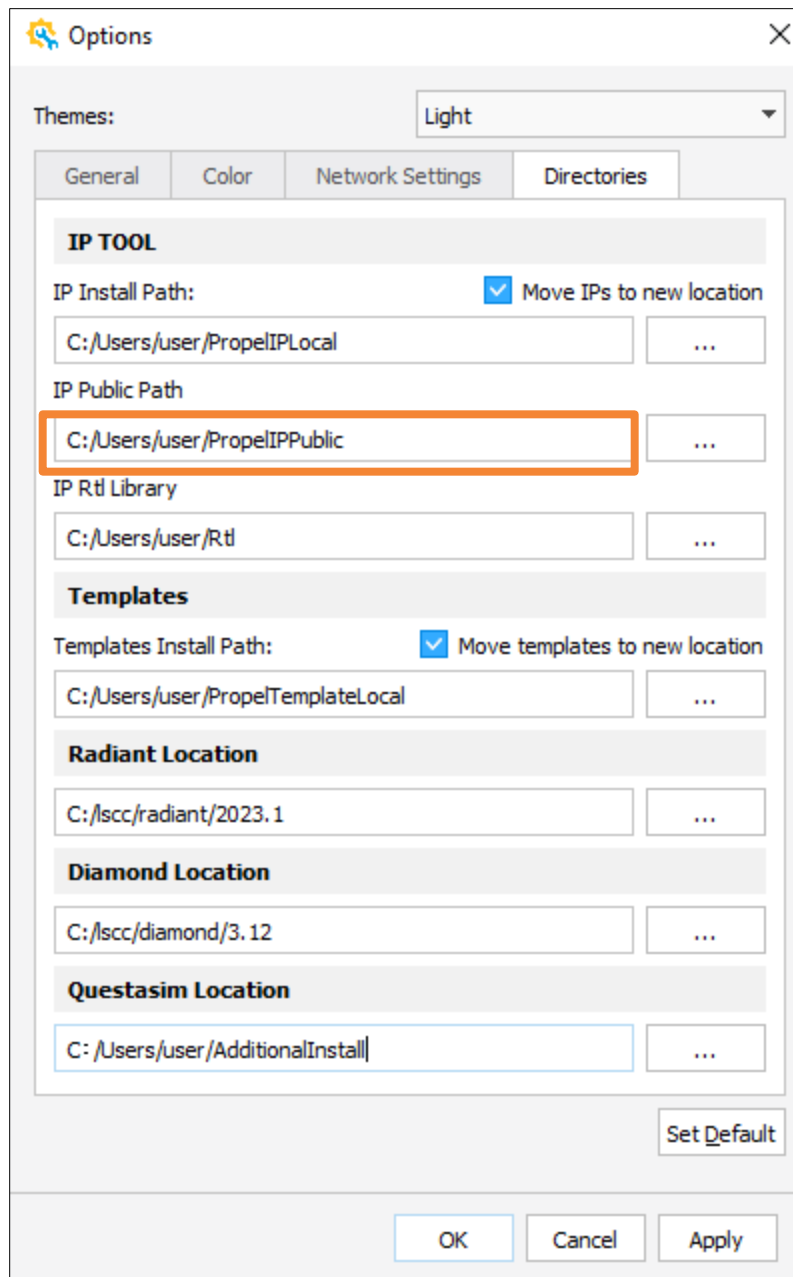 Options
Themes: Light
General Color Network Settings Directories
IP TOOL
IP Install Path: Move IPs to new location
C:/Users/user/PropelIPLocal ...
IP Public Path
C:/Users/user/PropelIPPublic ...
IP Rtl Library
C:/Users/user/Rtl ...
Templates
Templates Install Path: Move templates to new location
C:/Users/user/PropelTemplateLocal ...
Radiant Location
C:/lscc/radiant/2023.1 ...
Diamond Location
C:/lscc/diamond/3.12 ...
Questasim Location
C: /Users/user/AdditionalInstall ...
Set Default
OK Cancel Apply